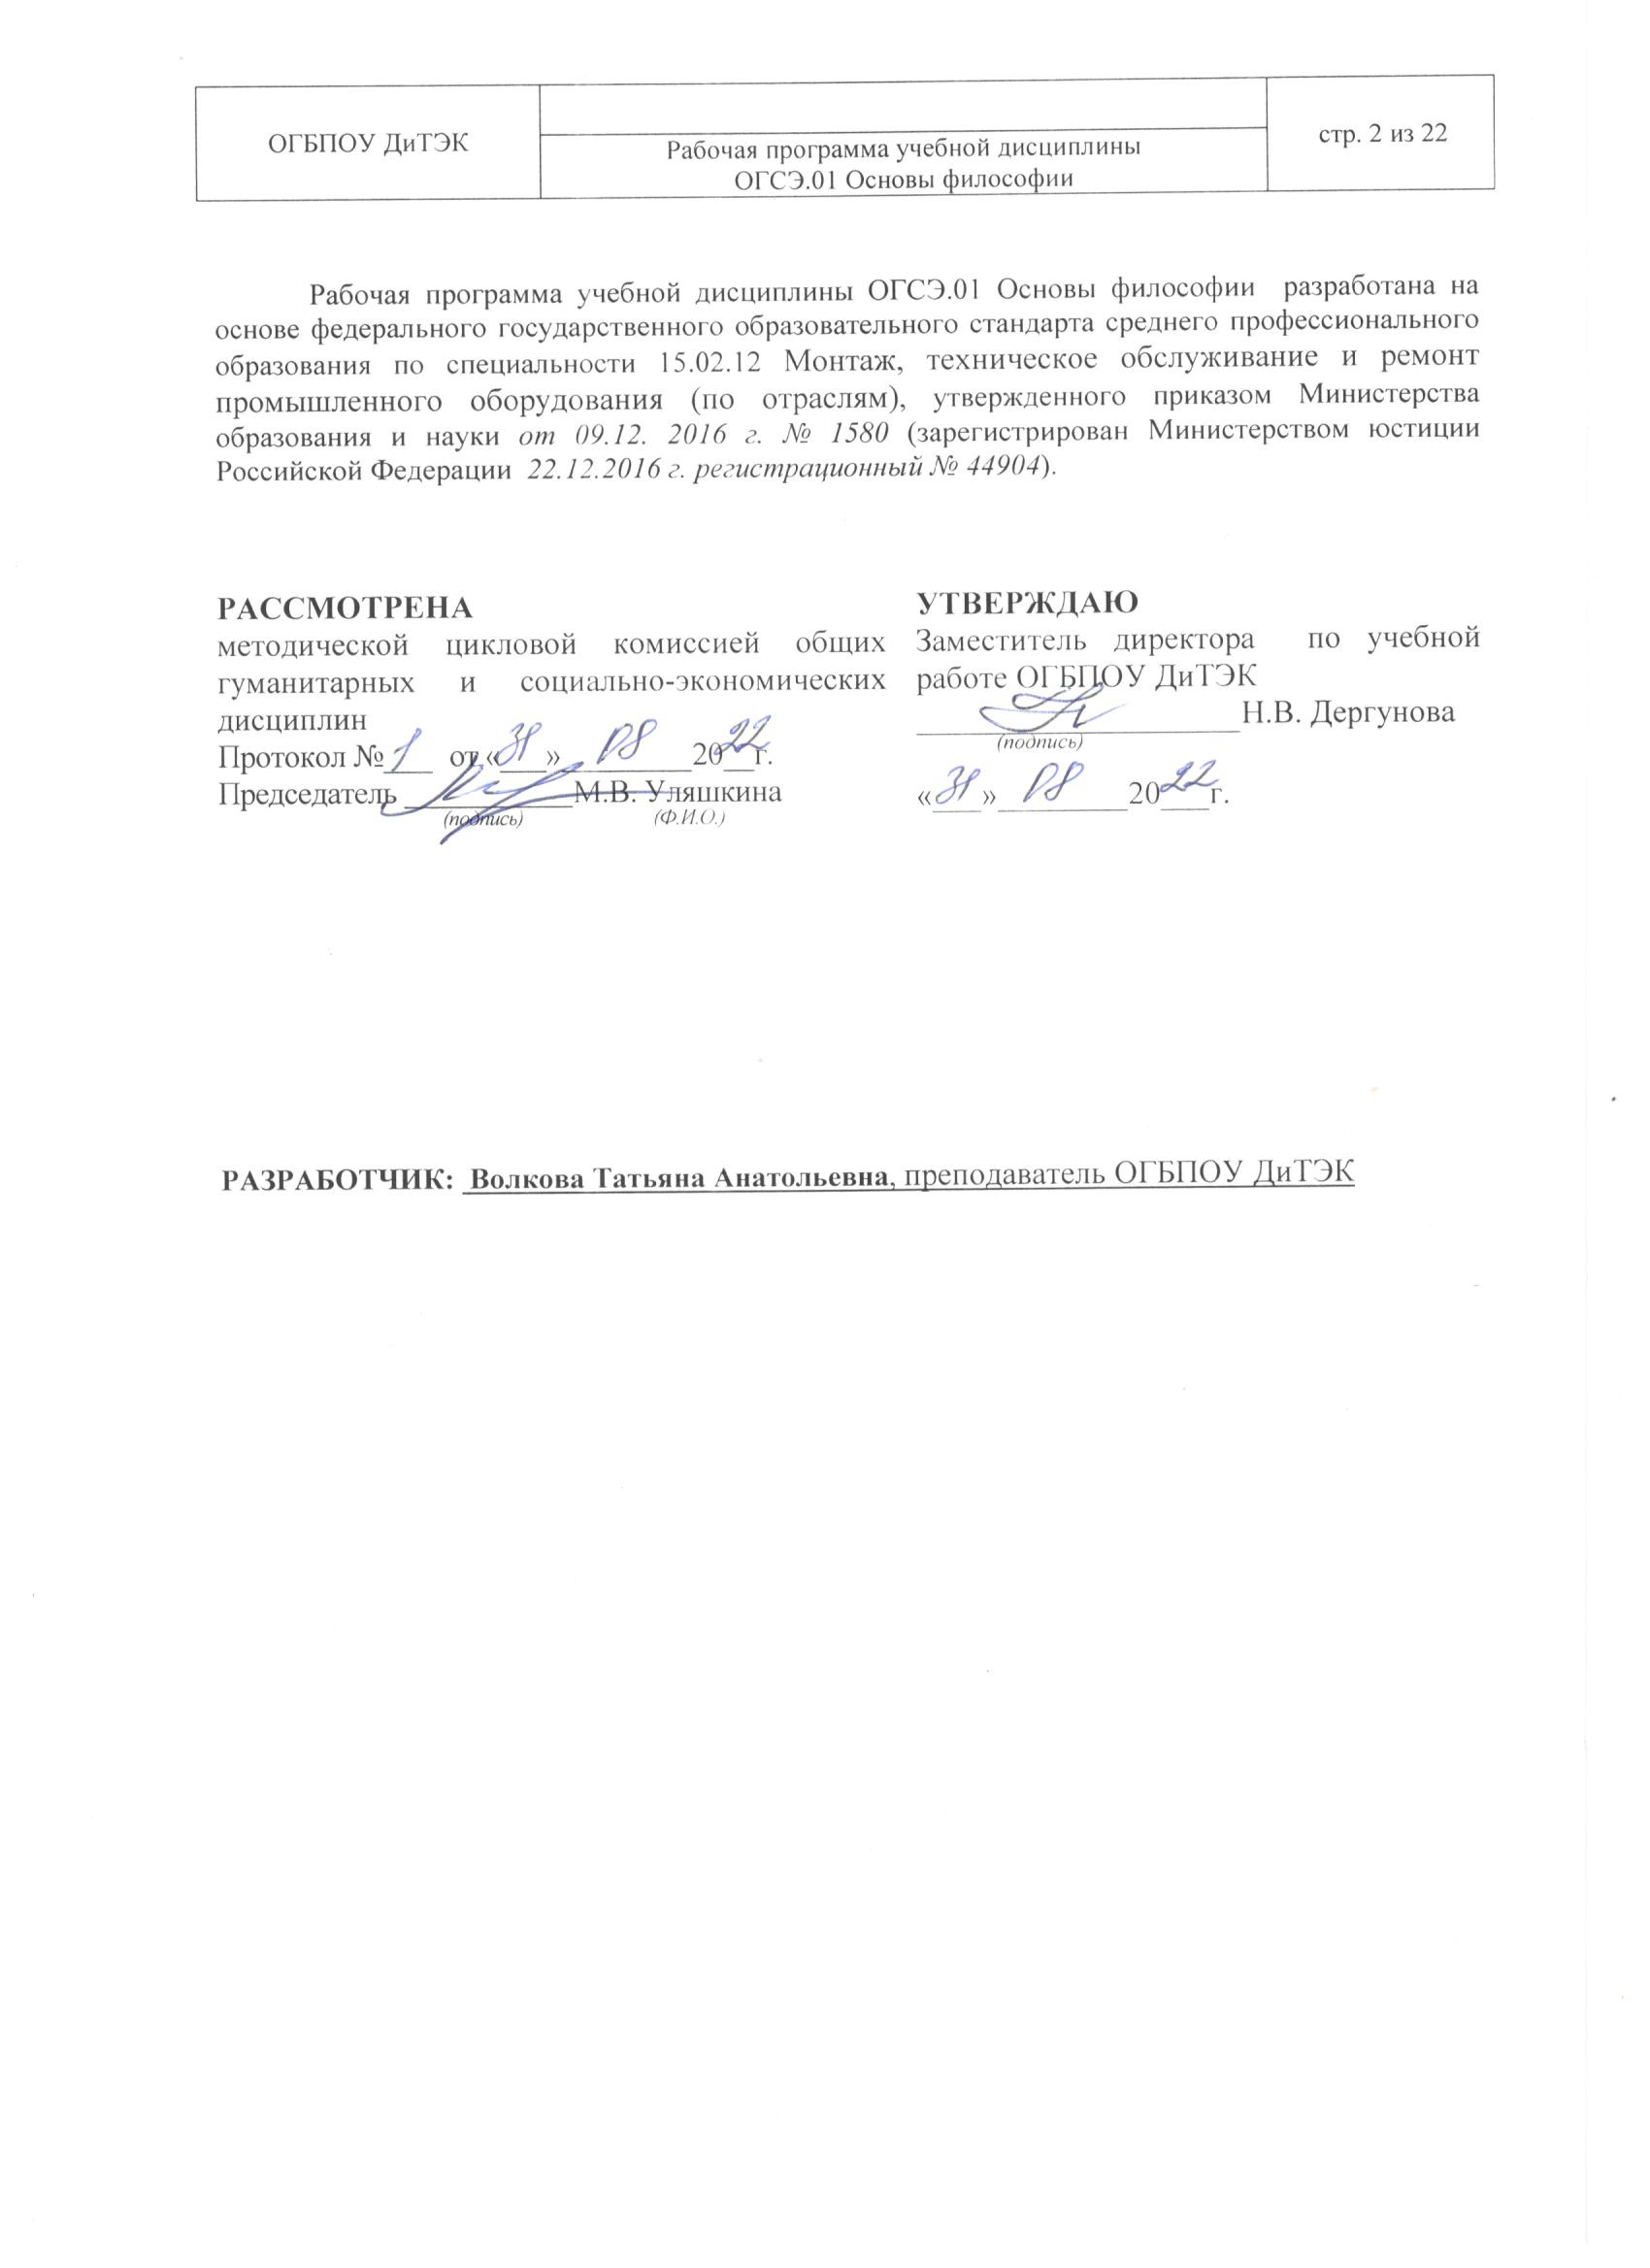 ОГБПОУ ДиТЭК
Рабочая программа учебной дисциплины
ОГСЭ.01 Основы философии
стр. 2 из 22
Рабочая программа учебной дисциплины ОГСЭ.01 Основы философии разработана на
основе федерального государственного образовательного стандарта среднего профессионального
образования по специальности 15.02.12 Монтаж, техническое обслуживание и ремонт
промышленного оборудования (по отраслям), утвержденного приказом Министерства
образования и науки от 09.12. 2016 г. № 1580 (зарегистрирован Министерством юстиции
Российской Федерации 22.12.2016 г. регистрационный № 44904).
РАССМОТРЕНА
методической цикловой комиссией общих
гуманитарных и социально-экономических
дисциплин
Протокол № 1 от «31» 08 2022 г.
Председатель М.В. Уляшкина
(подпись) (Ф.И.О.)
УТВЕРЖДАЮ
Заместитель директора по учебной
работе ОГБПОУ ДиТЭК
Н.В. Дергунова
(подпись)
«31» 08 2022 г.
РАЗРАБОТЧИК: Волкова Татьяна Анатольевна, преподаватель ОГБПОУ ДиТЭК